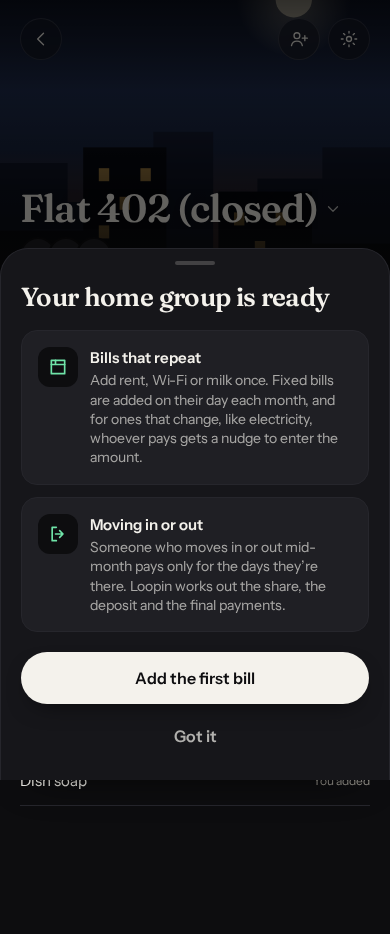 Flat 402 (closed)
Your home group is ready
Bills that repeat
Add rent, Wi-Fi or milk once. Fixed bills
are added on their day each month, and
for ones that change, like electricity,
whoever pays gets a nudge to enter the
amount.
Moving in or out
Someone who moves in or out mid-
month pays only for the days they’re
there. Loopin works out the share, the
deposit and the final payments.
Add the first bill
Got it
Dish soap
You added